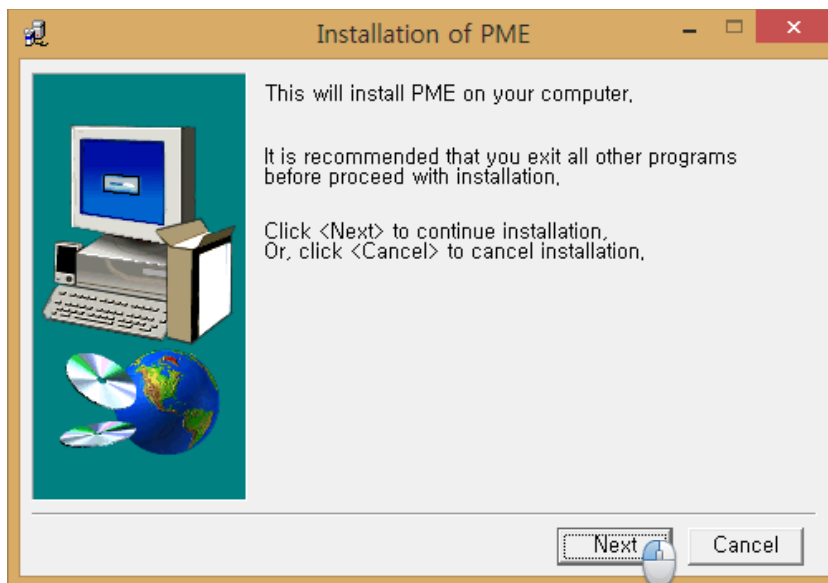 Installation of PME
This will install PME on your computer,
It is recommended that you exit all other programs
before proceed with installation,
Click <Next> to continue installation,
Or, click <Cancel> to cancel installation,
Next
Cancel